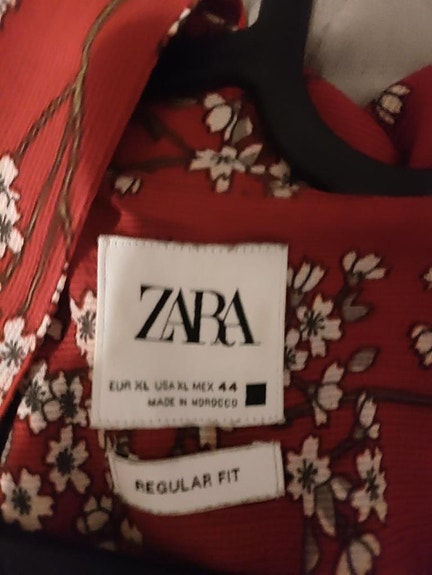 ZARA
EUR XL USA XL MEX 44
MADE IN MOROCCO
REGULAR FIT